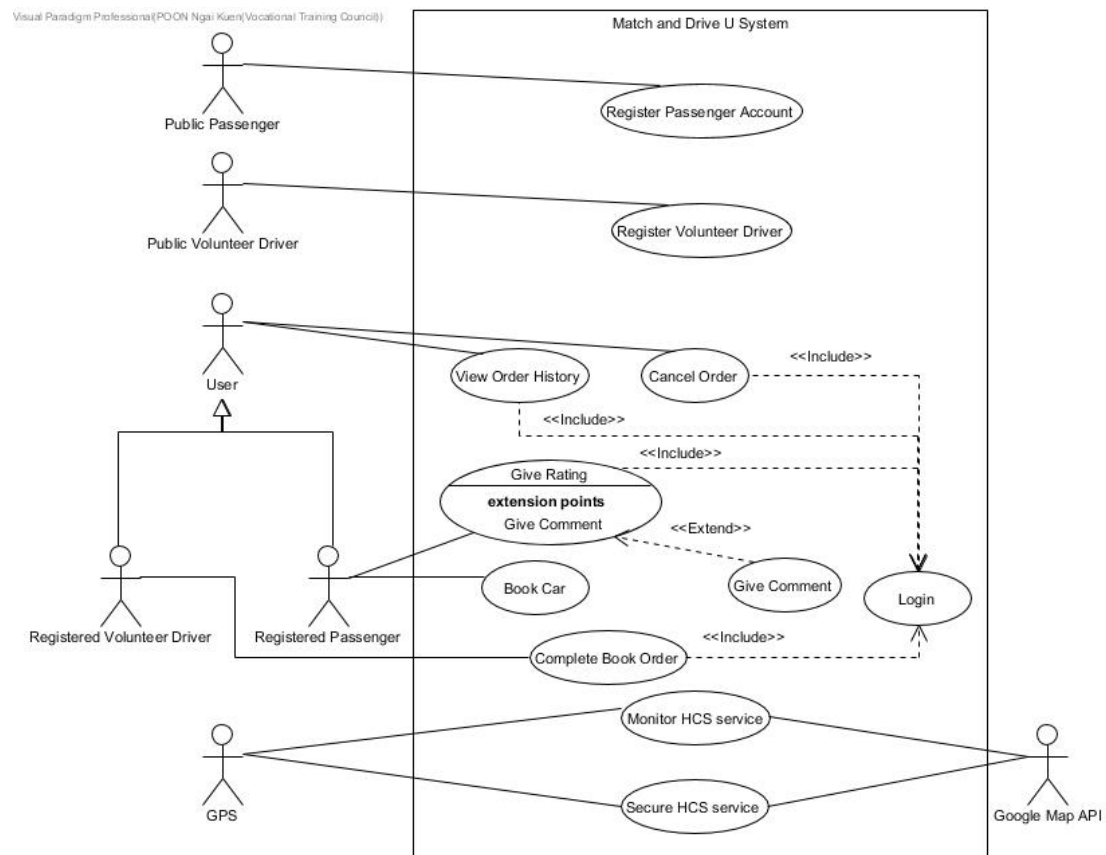 Visual Paradigm Professional(POON Ngai Kuen(Vocational Training Council))
Match and Drive U System
Public Passenger
Register Passenger Account
Public Volunteer Driver
Register Volunteer Driver
User
View Order History
Cancel Order
<<Include>>
<<Include>>
<<Include>>
Give Rating
extension points
Give Comment
<<Extend>>
Give Comment
Book Car
Login
Registered Volunteer Driver
Registered Passenger
<<Include>>
Complete Book Order
Monitor HCS service
Secure HCS service
GPS
Google Map API